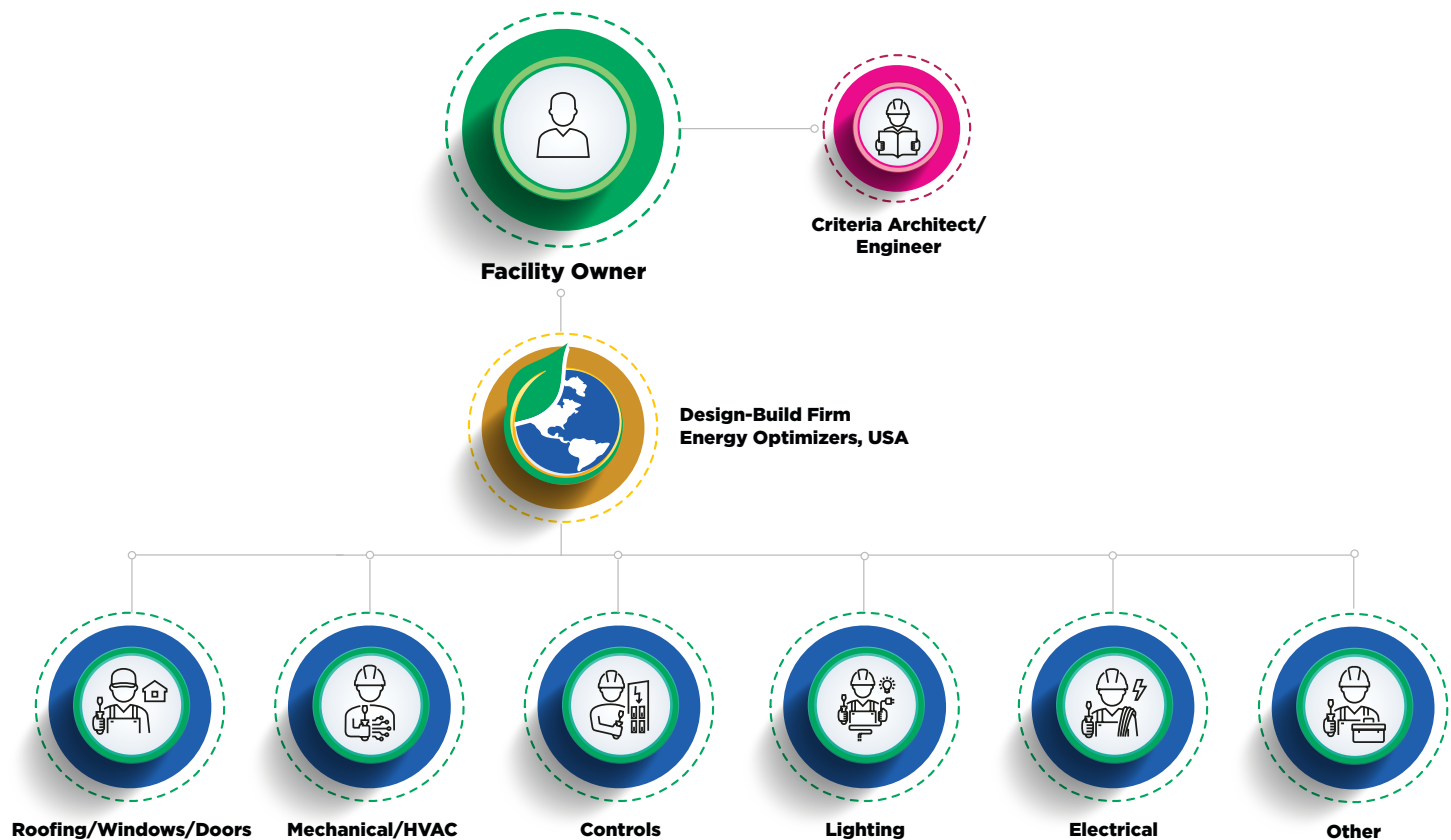 Criteria Architect/
Engineer
Facility Owner
Design-Build Firm
Energy Optimizers, USA
Roofing/Windows/Doors
Mechanical/HVAC
Controls
Lighting
Electrical
Other